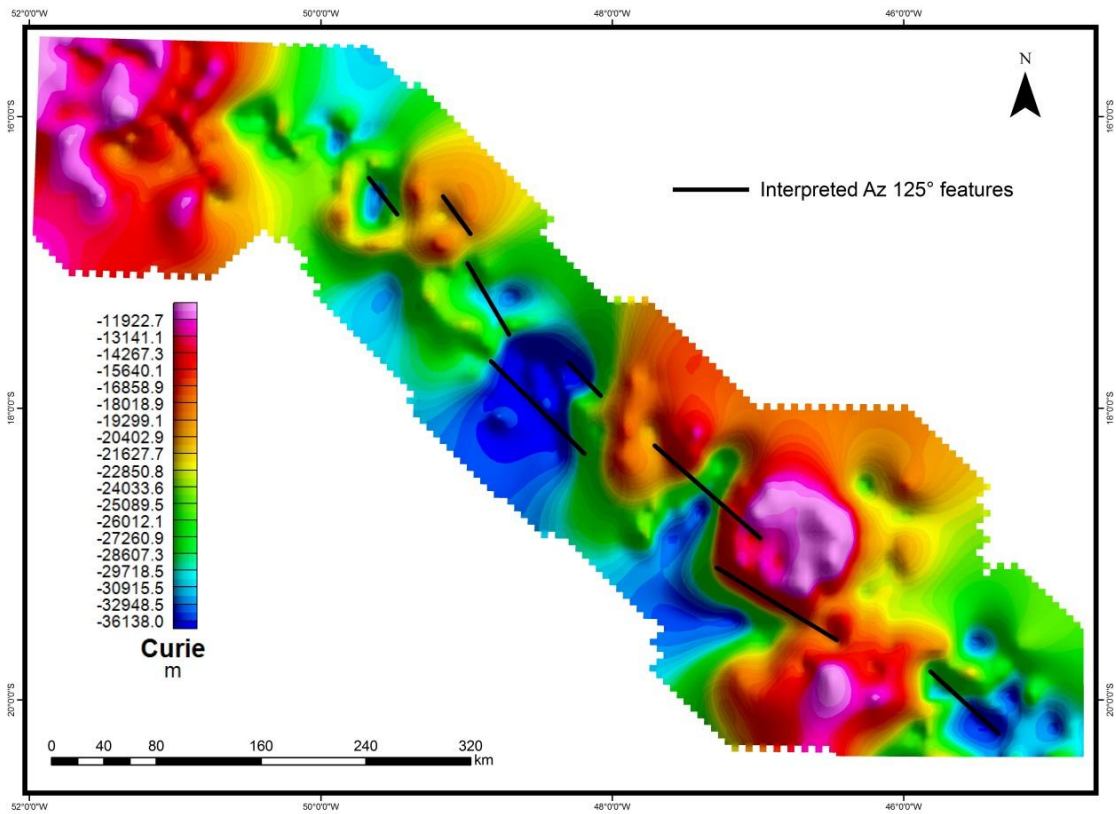 52°0'0"W 50°0'0"W 48°0'0"W 46°0'0"W
N
16°0'0"S 16°0'0"S
Interpreted Az 125° features
-11922.7
-13141.1
-14267.3
-15640.1
-16858.9
-18018.9
-19299.1
-20402.9
-21627.7
-22850.8
-24033.6
-25089.5
-26012.1
-27260.9
-28607.3
-29718.5
-30915.5
-32948.5
-36138.0
Curie
m
18°0'0"S 18°0'0"S
20°0'0"S 20°0'0"S
0 40 80 160 240 320
km
52°0'0"W 50°0'0"W 48°0'0"W 46°0'0"W